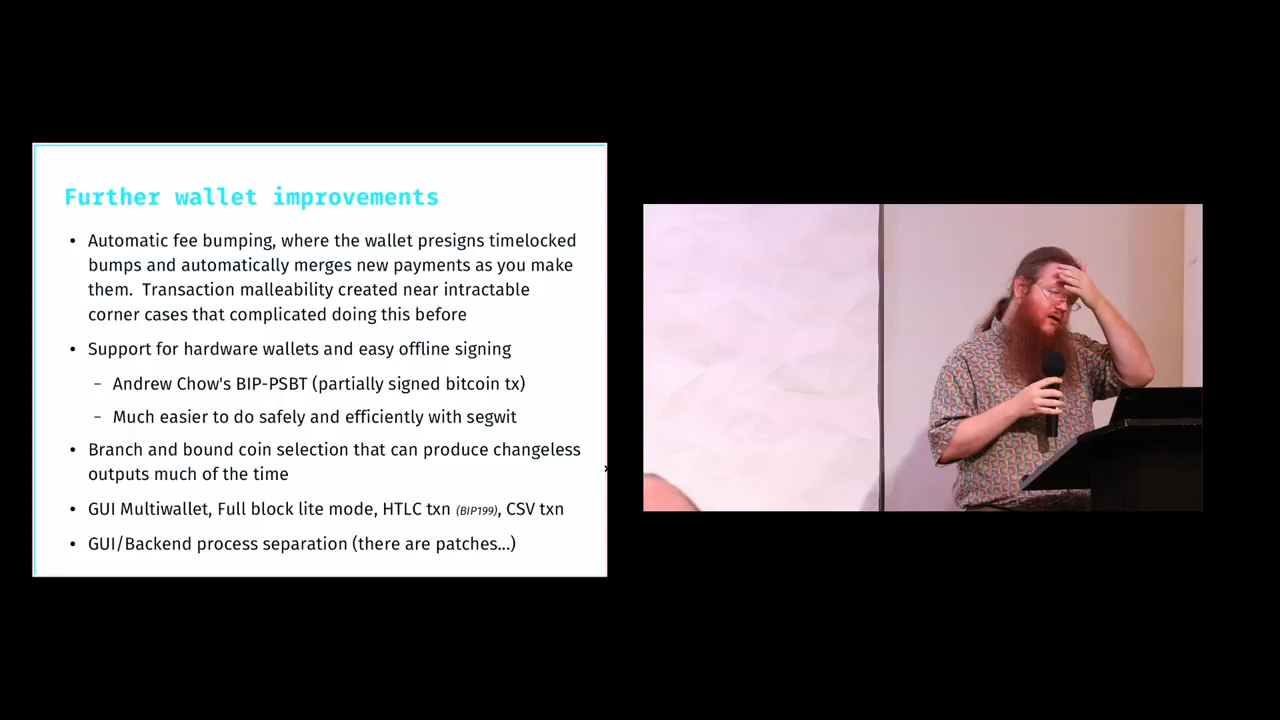 Further wallet improvements
• Automatic fee bumping, where the wallet presigns timelocked
bumps and automatically merges new payments as you make
them.  Transaction malleability created near intractable
corner cases that complicated doing this before
• Support for hardware wallets and easy offline signing
– Andrew Chow's BIP-PSBT (partially signed bitcoin tx)
– Much easier to do safely and efficiently with segwit
• Branch and bound coin selection that can produce changeless
outputs much of the time
• GUI Multiwallet, Full block lite mode, HTLC txn (BIP199), CSV txn
• GUI/Backend process separation (there are patches...)